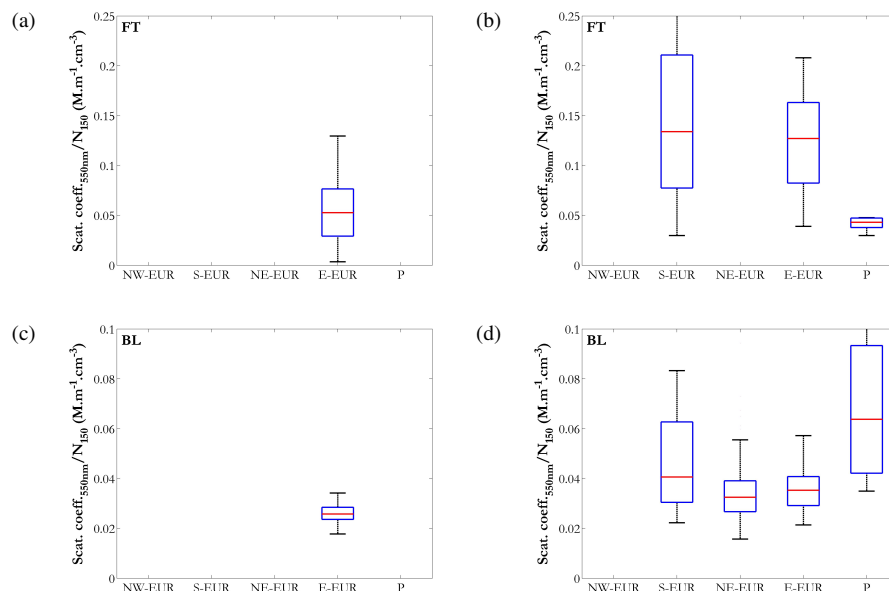 (a)
FT
0.25
0.2
0.15
0.1
0.05
0
Scat. coeff.550nm/N150 (M.m-1.cm-3)
NW-EUR S-EUR NE-EUR E-EUR P
(b)
FT
0.25
0.2
0.15
0.1
0.05
0
Scat. coeff.550nm/N150 (M.m-1.cm-3)
NW-EUR S-EUR NE-EUR E-EUR P
(c)
BL
0.1
0.08
0.06
0.04
0.02
0
Scat. coeff.550nm/N150 (M.m-1.cm-3)
NW-EUR S-EUR NE-EUR E-EUR P
(d)
BL
0.1
0.08
0.06
0.04
0.02
0
Scat. coeff.550nm/N150 (M.m-1.cm-3)
NW-EUR S-EUR NE-EUR E-EUR P